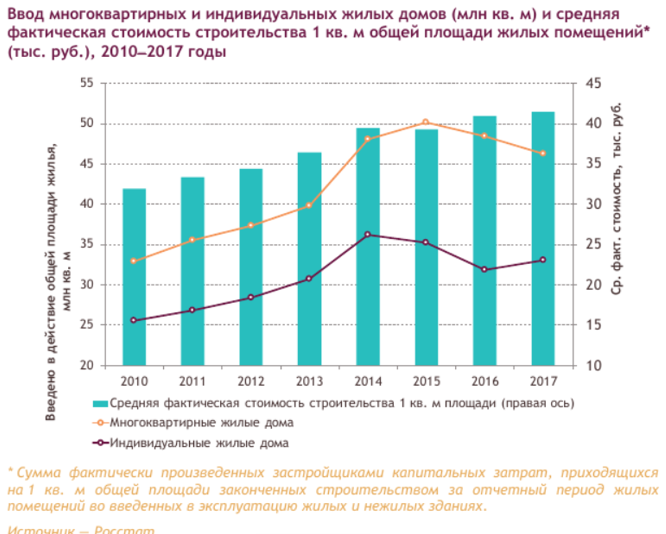 Ввод многоквартирных и индивидуальных жилых домов (млн кв. м) и средняя
фактическая стоимость строительства 1 кв. м общей площади жилых помещений*
(тыс. руб.), 2010–2017 годы
Введено в действие общей площади жилья,
млн кв. м
55
50
45
40
35
30
25
20
45
40
35
30
25
20
15
10
Ср. факт. стоимость, тыс. руб.
2010 2011 2012 2013 2014 2015 2016 2017
Средняя фактическая стоимость строительства 1 кв. м площади (правая ось)
Многоквартирные жилые дома
Индивидуальные жилые дома
* Сумма фактически произведенных застройщиками капитальных затрат, приходящихся
на 1 кв. м общей площади законченных строительством за отчетный период жилых
помещений во введенных в эксплуатацию жилых и нежилых зданиях.
Источник — Росстат